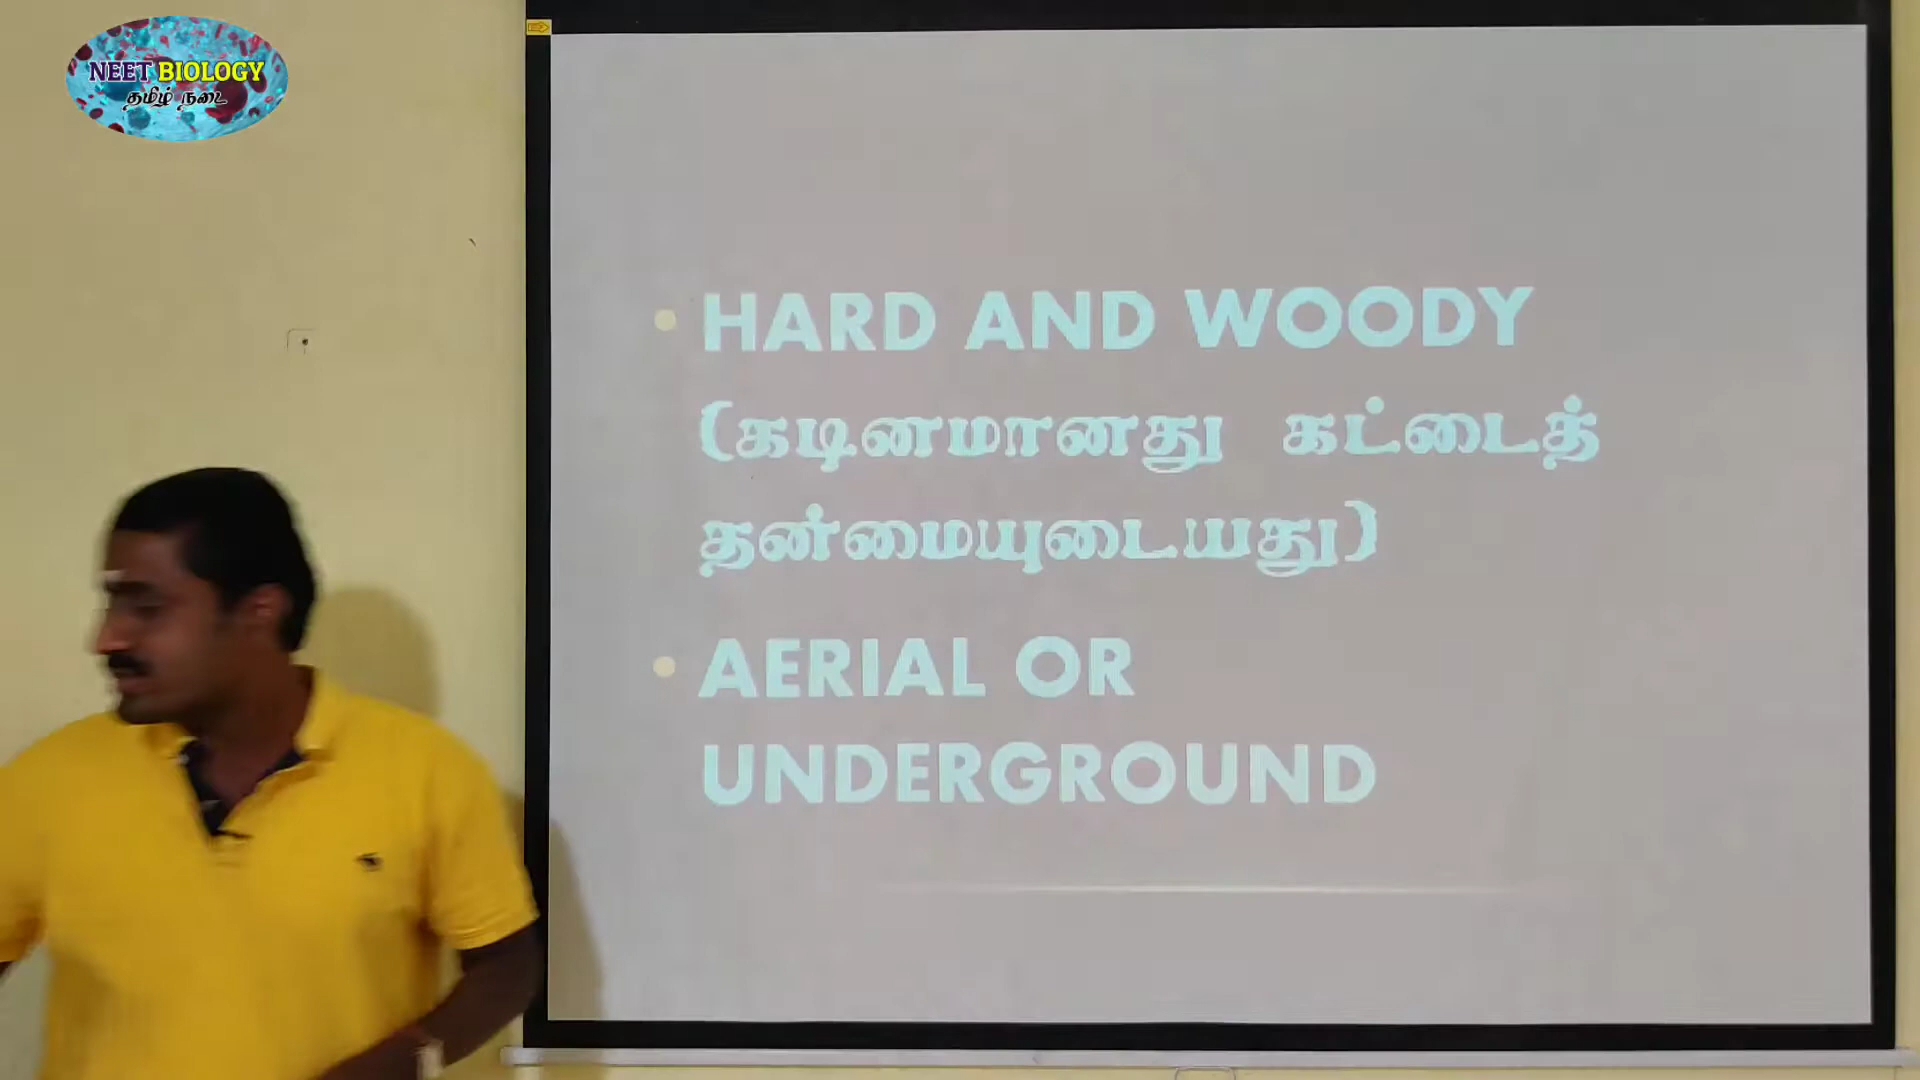 NEET BIOLOGY
தமிழ் நடை
• HARD AND WOODY
(கடினமானது கட்டைத்
தன்மையுடையது)
• AERIAL OR
UNDERGROUND